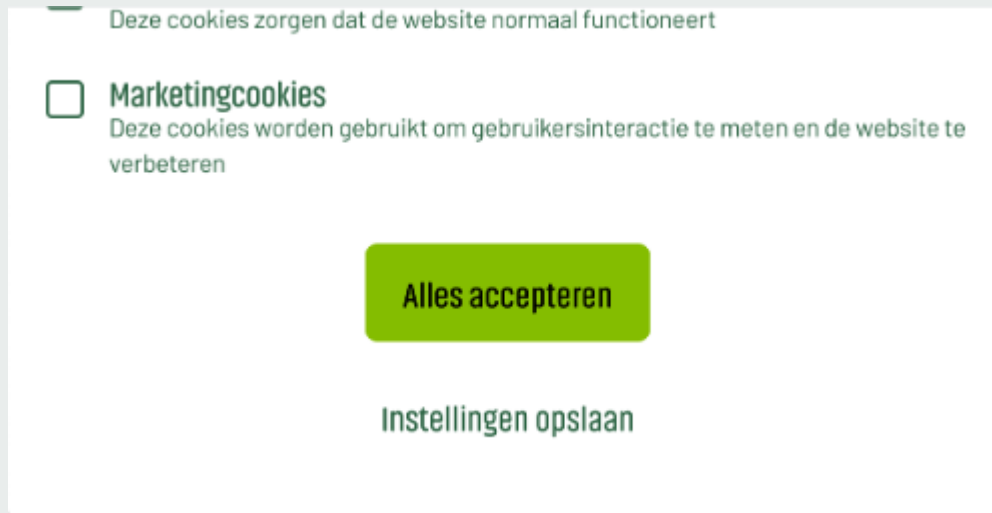 Deze cookies zorgen dat de website normaal functioneert
Marketingcookies
Deze cookies worden gebruikt om gebruikersinteractie te meten en de website te
verbeteren
Alles accepteren
Instellingen opslaan